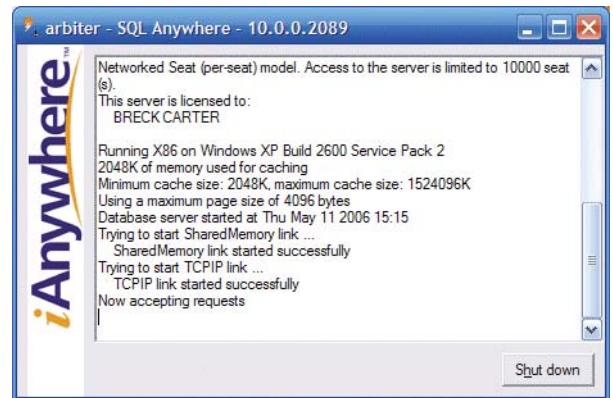 arbiter - SQL Anywhere - 10.0.0.2089
iAnywhere™
Networked Seat (per-seat) model. Access to the server is limited to 10000 seat
(s).
This server is licensed to:
BRECK CARTER
Running X86 on Windows XP Build 2600 Service Pack 2
2048K of memory used for caching
Minimum cache size: 2048K, maximum cache size: 1524096K
Using a maximum page size of 4096 bytes
Database server started at Thu May 11 2006 15:15
Trying to start SharedMemory link ...
SharedMemory link started successfully
Trying to start TCPIP link ...
TCPIP link started successfully
Now accepting requests
Shut down